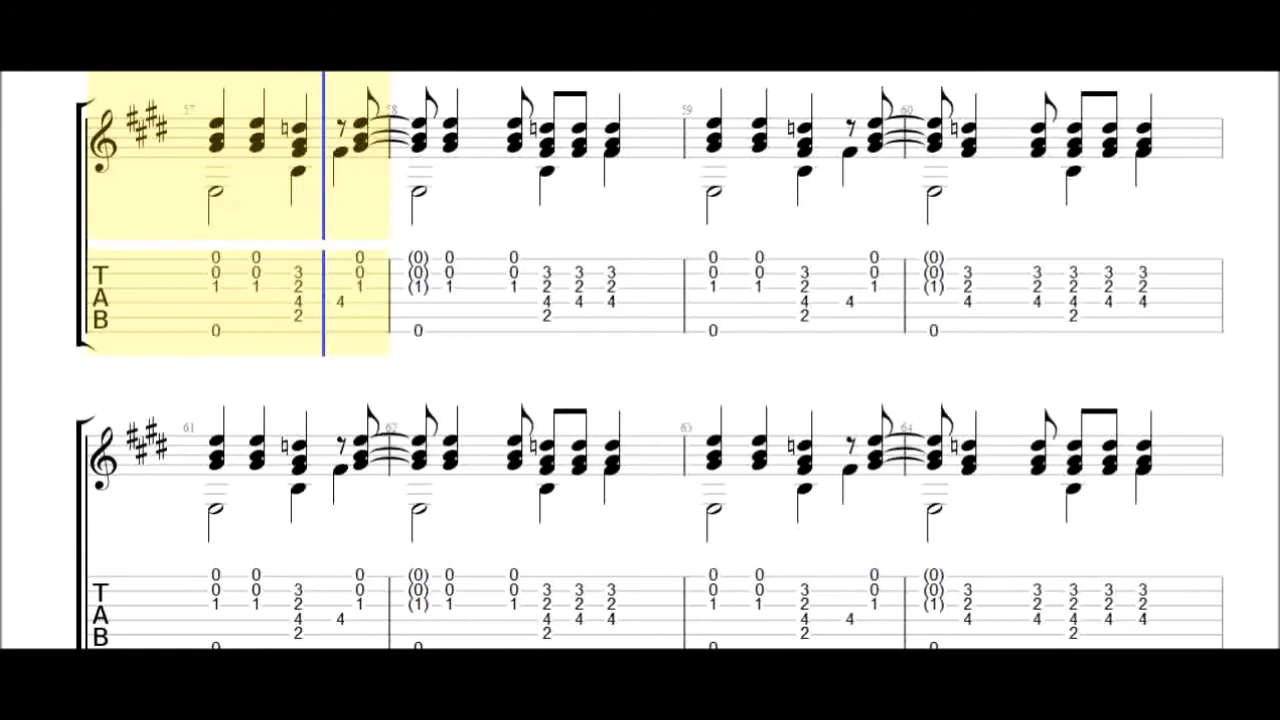 57 58 59 60
0 0 0 (0) 0 0 0 0 0 (0)
T 0 0 3 0 (0) 0 0 3 3 3 0 0 3 0 (0) 3 3 3 3 3
1 1 2 1 (1) 1 1 2 2 2 1 1 2 1 (1) 2 2 2 2 2
A 4 4 4 4 4 4 4 4 4 4 4 4
B 2 2 2 2
0 0 0 0
61 62 63 64
0 0 0 (0) 0 0 0 0 0 (0)
T 0 0 3 0 (0) 0 0 3 3 3 0 0 3 0 (0) 3 3 3 3 3
1 1 2 1 (1) 1 1 2 2 2 1 1 2 1 (1) 2 2 2 2 2
A 4 4 4 4 4 4 4 4 4 4 4 4
B 2 2 2 2
0 0 0 0